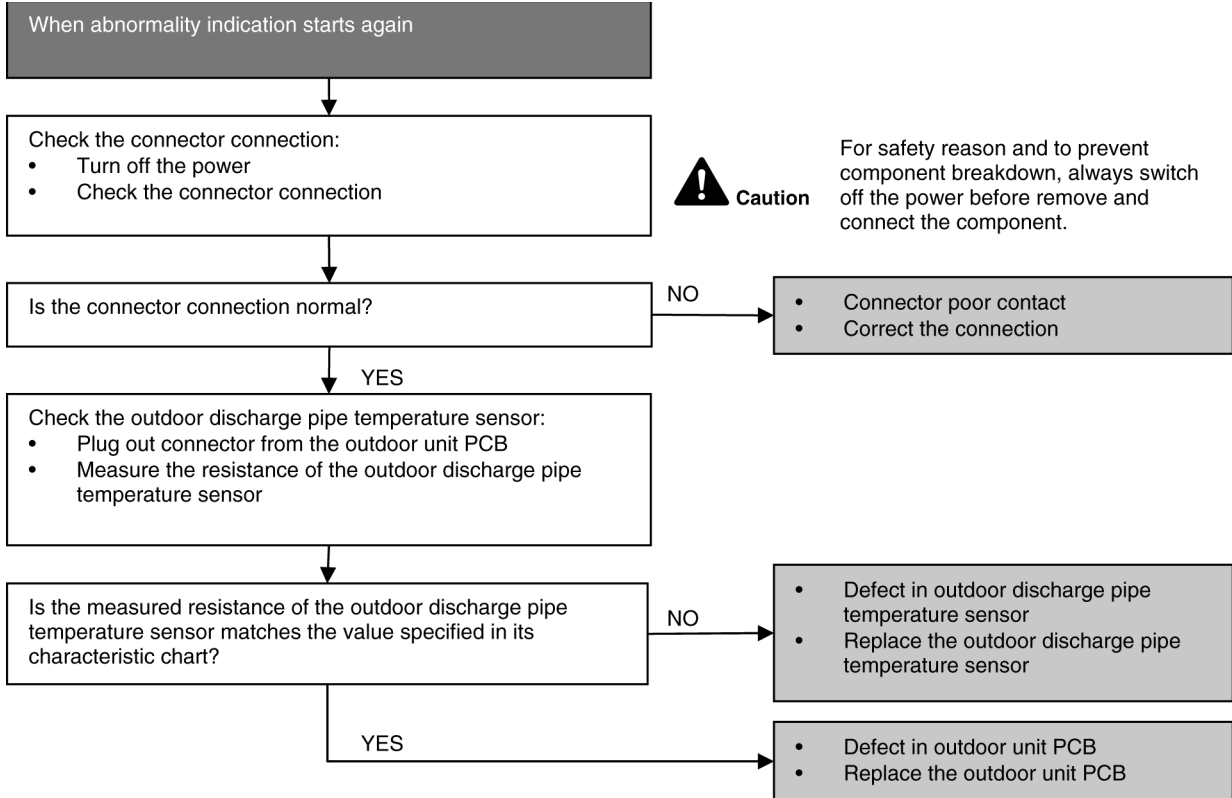 When abnormality indication starts again
Check the connector connection:
• Turn off the power
• Check the connector connection
Caution
For safety reason and to prevent
component breakdown, always switch
off the power before remove and
connect the component.
Is the connector connection normal?
NO
• Connector poor contact
• Correct the connection
YES
Check the outdoor discharge pipe temperature sensor:
• Plug out connector from the outdoor unit PCB
• Measure the resistance of the outdoor discharge pipe
temperature sensor
Is the measured resistance of the outdoor discharge pipe
temperature sensor matches the value specified in its
characteristic chart?
NO
• Defect in outdoor discharge pipe
temperature sensor
• Replace the outdoor discharge pipe
temperature sensor
YES
• Defect in outdoor unit PCB
• Replace the outdoor unit PCB